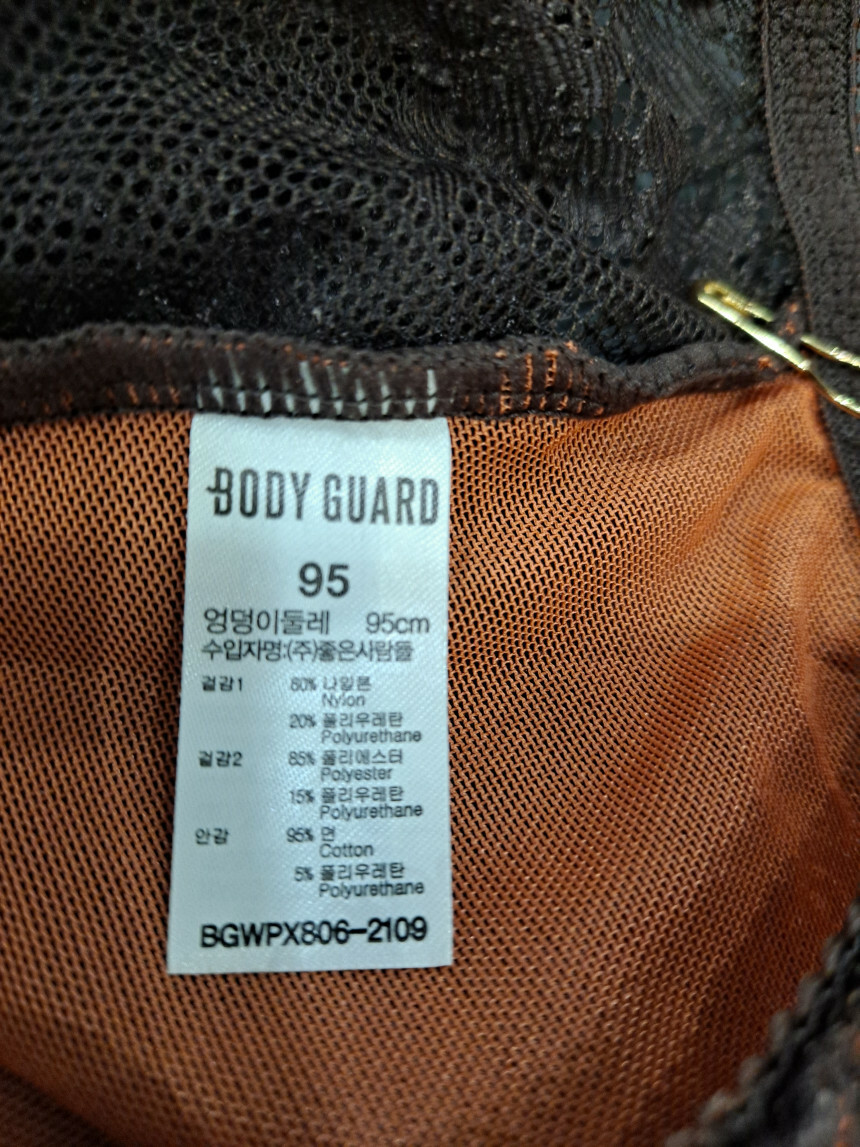 BODY GUARD
95
엉덩이둘레 95cm
수입자명:(주)좋은사람들
겉감1 80% 나일론
Nylon
20% 폴리우레탄
Polyurethane
겉감2 85% 폴리에스터
Polyester
15% 폴리우레탄
Polyurethane
안감 95% 면
Cotton
5% 폴리우레탄
Polyurethane
BGWPX806-2109